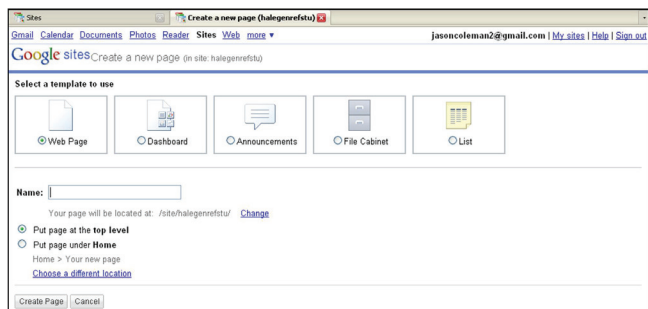 Sites
Create a new page (halegenrefstu)
Gmail Calendar Documents Photos Reader Sites Web more ▼
jasoncoleman2@gmail.com | My sites | Help | Sign out
Google sites Create a new page (in site: halegenrefstu)
Select a template to use
Web Page Dashboard Announcements File Cabinet List
Name:
Your page will be located at: /site/halegenrefstu/ Change
Put page at the top level
Put page under Home
Home > Your new page
Choose a different location
Create Page Cancel